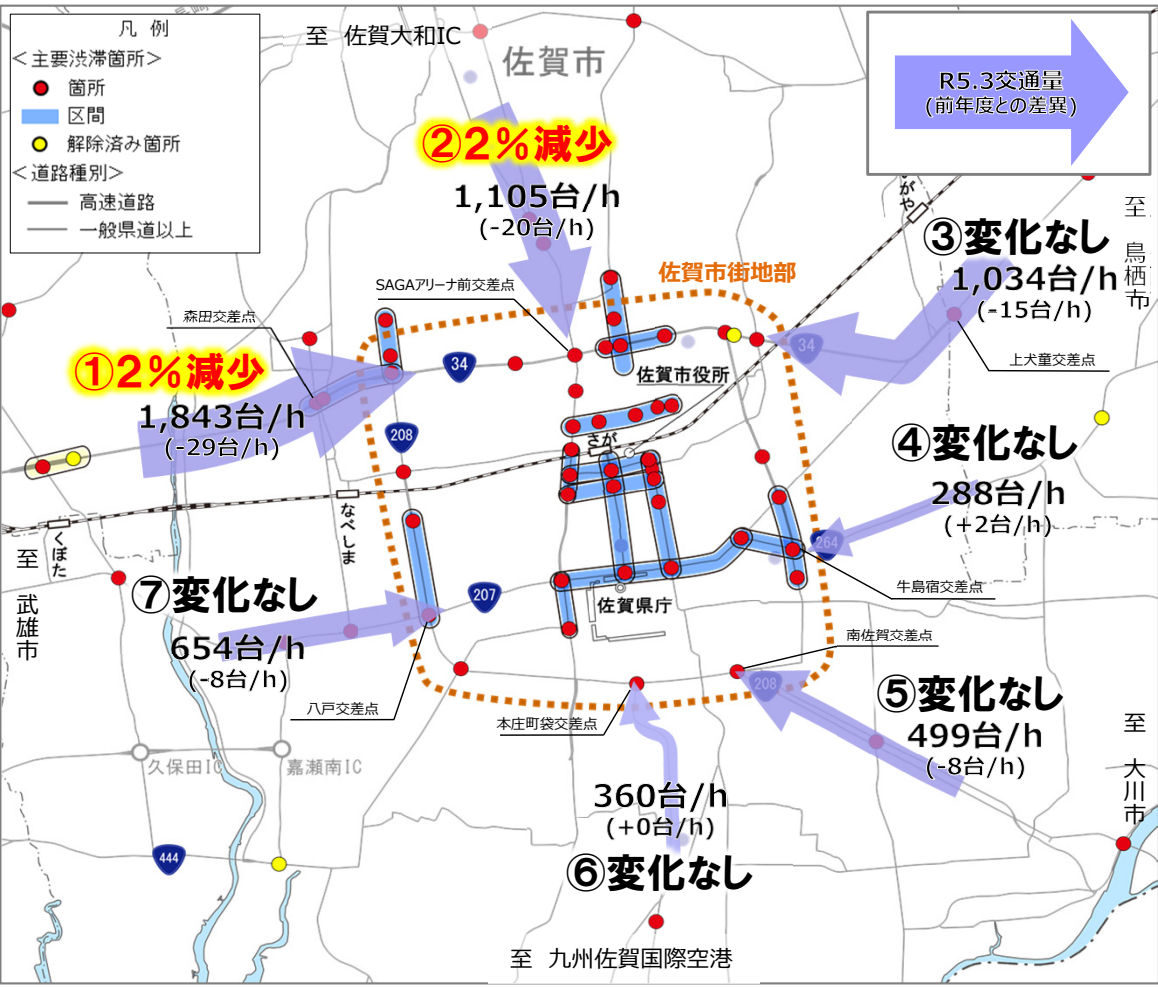 凡 例
＜主要渋滞箇所＞
箇所
区間
解除済み箇所
＜道路種別＞
高速道路
一般県道以上
至 佐賀大和IC
佐賀市
R5.3交通量
(前年度との差異)
②2％減少
1,105台/h
(-20台/h)
がや
至 鳥栖市
③変化なし
1,034台/h
(-15台/h)
佐賀市街地部
SAGAアリーナ前交差点
森田交差点
上犬童交差点
34
34
①2％減少
1,843台/h
(-29台/h)
佐賀市役所
208
さが
④変化なし
288台/h
(+2台/h)
264
なべしま
くぼた
至 武雄市
⑦変化なし
654台/h
(-8台/h)
207
佐賀県庁
牛島宿交差点
南佐賀交差点
208
八戸交差点
本庄町袋交差点
⑤変化なし
499台/h
(-8台/h)
至 大川市
久保田IC
嘉瀬南IC
360台/h
(+0台/h)
⑥変化なし
444
至 九州佐賀国際空港